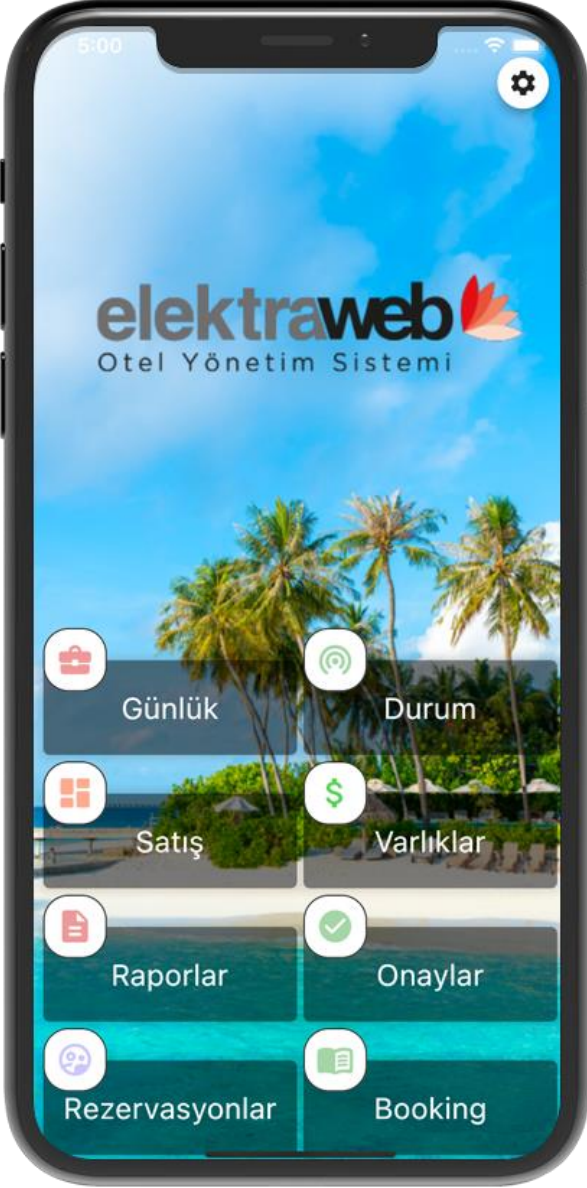 5:00
elektraweb
Otel Yönetim Sistemi
Günlük
Durum
Satış
$
Varlıklar
Raporlar
Onaylar
Rezervasyonlar
Booking